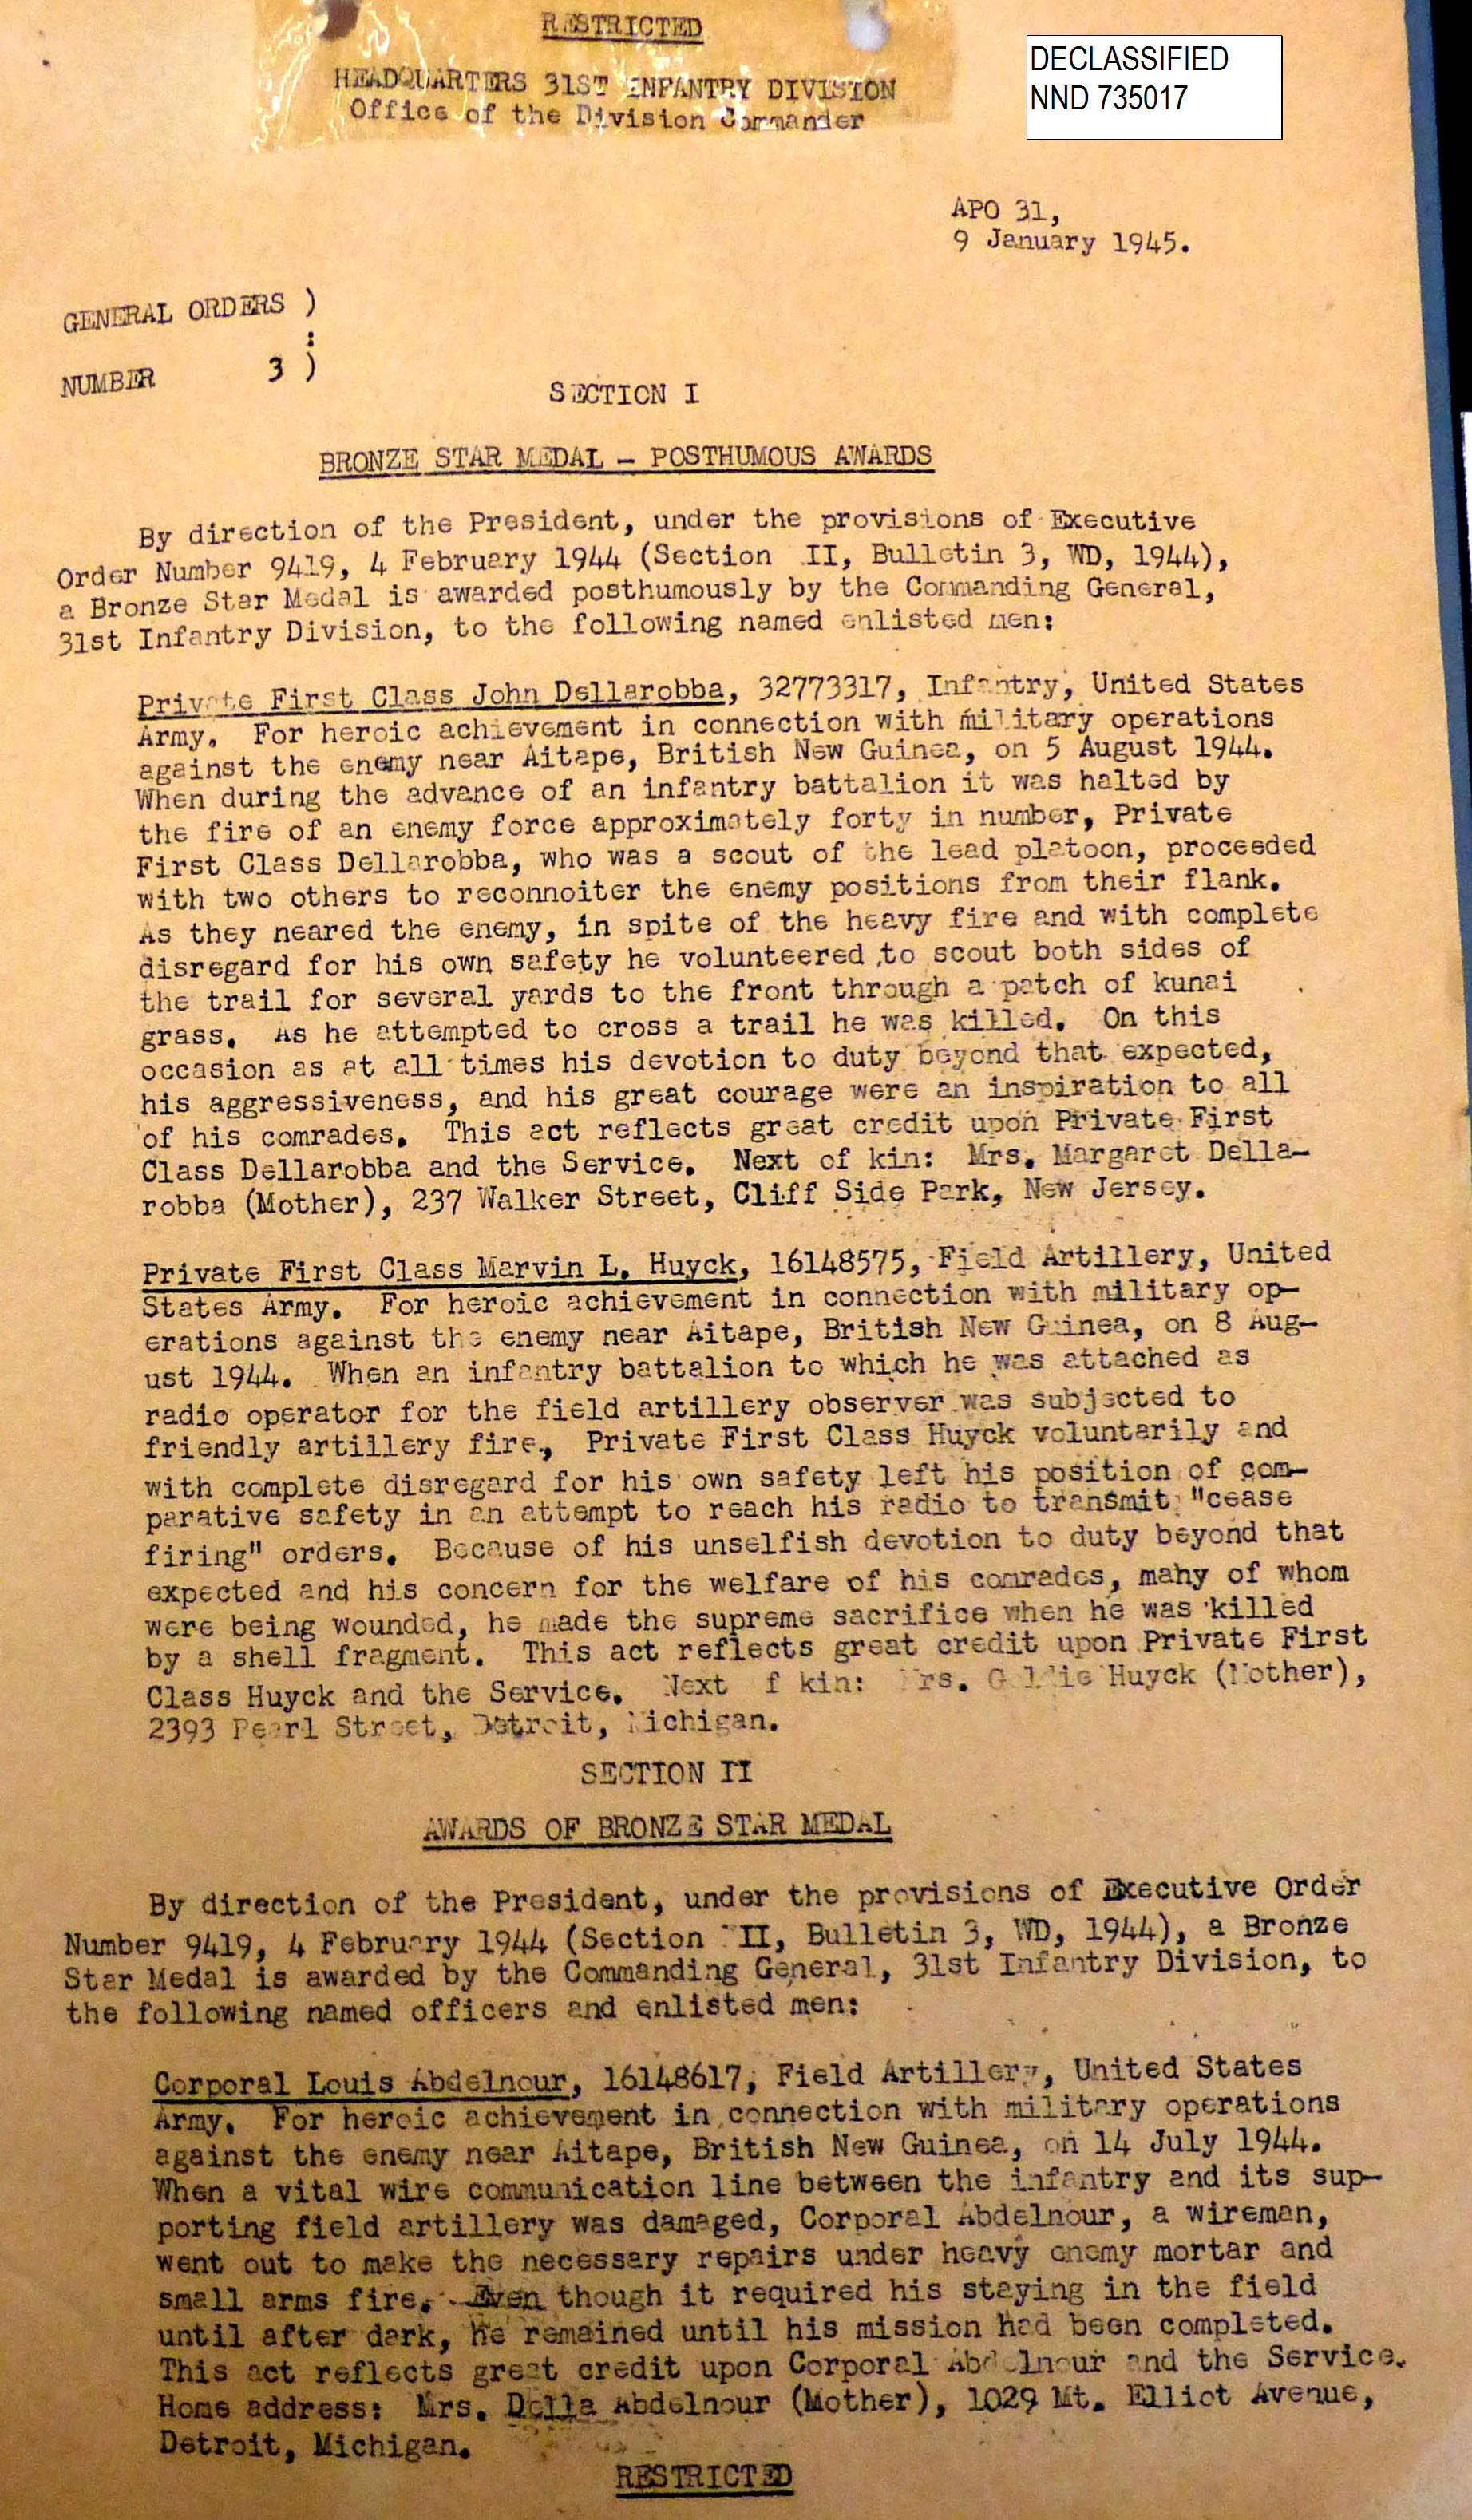 RESTRICTED
DECLASSIFIED
NND 735017
HEADQUARTERS 31ST INFANTRY DIVISION
Office of the Division Commander
APO 31,
9 January 1945.
GENERAL ORDERS )
:
NUMBER 3 )
SECTION I
BRONZE STAR MEDAL - POSTHUMOUS AWARDS
By direction of the President, under the provisions of Executive
Order Number 9419, 4 February 1944 (Section II, Bulletin 3, WD, 1944),
a Bronze Star Medal is awarded posthumously by the Commanding General,
31st Infantry Division, to the following named enlisted men:
Private First Class John Dellarobba, 32773317, Infantry, United States
Army. For heroic achievement in connection with military operations
against the enemy near Aitape, British New Guinea, on 5 August 1944.
When during the advance of an infantry battalion it was halted by
the fire of an enemy force approximately forty in number, Private
First Class Dellarobba, who was a scout of the lead platoon, proceeded
with two others to reconnoiter the enemy positions from their flank.
As they neared the enemy, in spite of the heavy fire and with complete
disregard for his own safety he volunteered to scout both sides of
the trail for several yards to the front through a patch of kunai
grass. As he attempted to cross a trail he was killed. On this
occasion as at all times his devotion to duty beyond that expected,
his aggressiveness, and his great courage were an inspiration to all
of his comrades. This act reflects great credit upon Private First
Class Dellarobba and the Service. Next of kin: Mrs. Margaret Della-
robba (Mother), 237 Walker Street, Cliff Side Park, New Jersey.
Private First Class Marvin L. Huyck, 16148575, Field Artillery, United
States Army. For heroic achievement in connection with military op-
erations against the enemy near Aitape, British New Guinea, on 8 Aug-
ust 1944. When an infantry battalion to which he was attached as
radio operator for the field artillery observer was subjected to
friendly artillery fire, Private First Class Huyck voluntarily and
with complete disregard for his own safety left his position of com-
parative safety in an attempt to reach his radio to transmit "cease
firing" orders. Because of his unselfish devotion to duty beyond that
expected and his concern for the welfare of his comrades, mahy of whom
were being wounded, he made the supreme sacrifice when he was killed
by a shell fragment. This act reflects great credit upon Private First
Class Huyck and the Service. Next of kin: Mrs. Huyck (Mother),
2393 Pearl Street, Detroit, Michigan.
SECTION II
AWARDS OF BRONZE STAR MEDAL
By direction of the President, under the provisions of Executive Order
Number 9419, 4 February 1944 (Section II, Bulletin 3, WD, 1944), a Bronze
Star Medal is awarded by the Commanding General, 31st Infantry Division, to
the following named officers and enlisted men:
Corporal Louis Abdelnour, 16148617, Field Artillery, United States
Army. For heroic achievement in connection with military operations
against the enemy near Aitape, British New Guinea, on 14 July 1944.
When a vital wire communication line between the infantry and its sup-
porting field artillery was damaged, Corporal Abdelnour, a wireman,
went out to make the necessary repairs under heavy enemy mortar and
small arms fire. Even though it required his staying in the field
until after dark, he remained until his mission had been completed.
This act reflects great credit upon Corporal Abdelnour and the Service.
Home address: Mrs. Della Abdelnour (Mother), 1029 Mt. Elliot Avenue,
Detroit, Michigan.
RESTRICTED